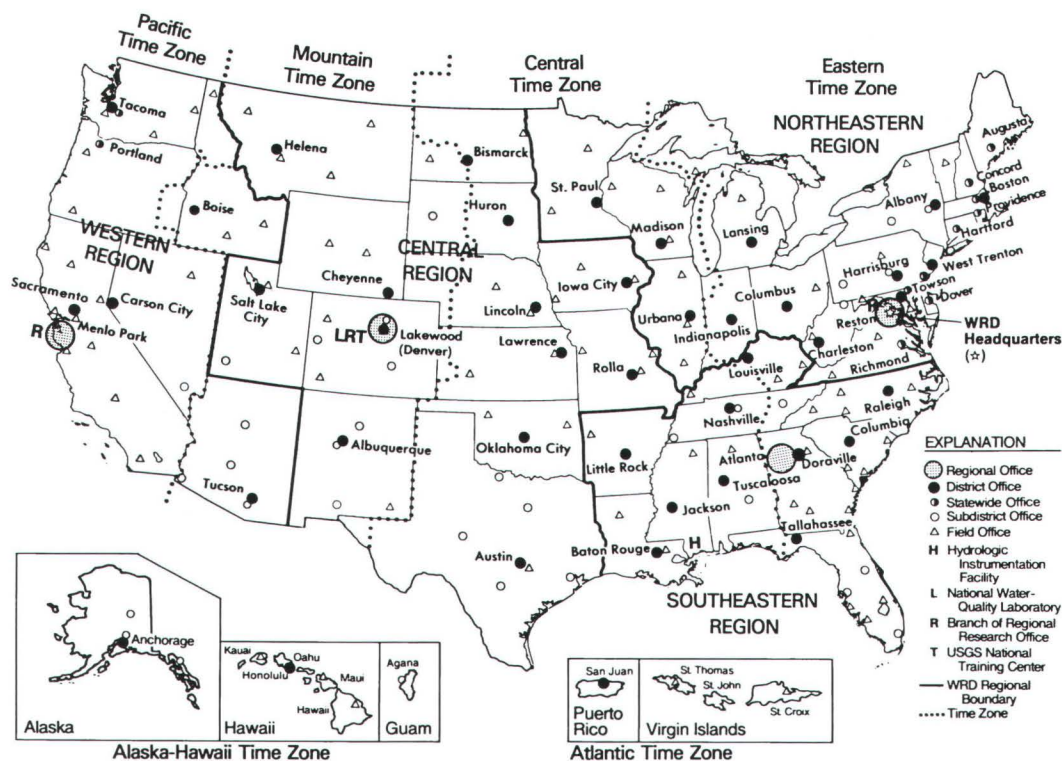 Pacific
Time Zone
Mountain
Time Zone
Central
Time Zone
Eastern
Time Zone
NORTHEASTERN
REGION
WESTERN
REGION
CENTRAL
REGION
SOUTHEASTERN
REGION
Tacoma
Portland
Helena
Boise
Bismarck
Huron
St. Paul
Madison
Lansing
Albany
Augusta
Concord
Boston
Providence
Hartford
West Trenton
Harrisburg
Towson
Dover
Reston
WRD
Headquarters
(☆)
Sacramento
Carson City
Menlo Park
R
Salt Lake
City
Cheyenne
LRT
Lakewood
(Denver)
Lincoln
Lawrence
Iowa City
Urbana
Indianapolis
Columbus
Charleston
Richmond
Louisville
Rolla
Raleigh
Columbia
Nashville
Atlanta
Doraville
Tuscaloosa
Little Rock
Oklahoma City
Albuquerque
Tucson
Austin
Jackson
Baton Rouge
H
Tallahassee
EXPLANATION
Regional Office
District Office
Statewide Office
Subdistrict Office
Field Office
H Hydrologic
Instrumentation
Facility
L National Water-
Quality Laboratory
R Branch of Regional
Research Office
T USGS National
Training Center
WRD Regional
Boundary
Time Zone
Anchorage
Alaska
Kauai
Oahu
Honolulu
Maui
Hawaii
Hawaii
Agana
Guam
Alaska-Hawaii Time Zone
San Juan
Puerto
Rico
St. Thomas
St. John
St. Croix
Virgin Islands
Atlantic Time Zone